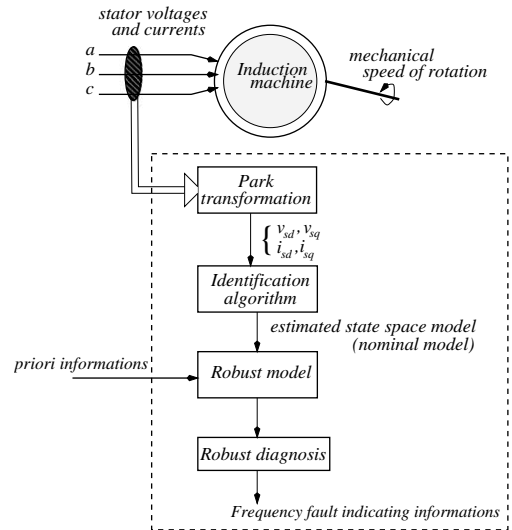 stator voltages
and currents
a
b
c
Induction
machine
mechanical
speed of rotation
Park
transformation
{ v_sd, v_sq
i_sd, i_sq
Identification
algorithm
estimated state space model
(nominal model)
priori informations
Robust model
Robust diagnosis
Frequency fault indicating informations